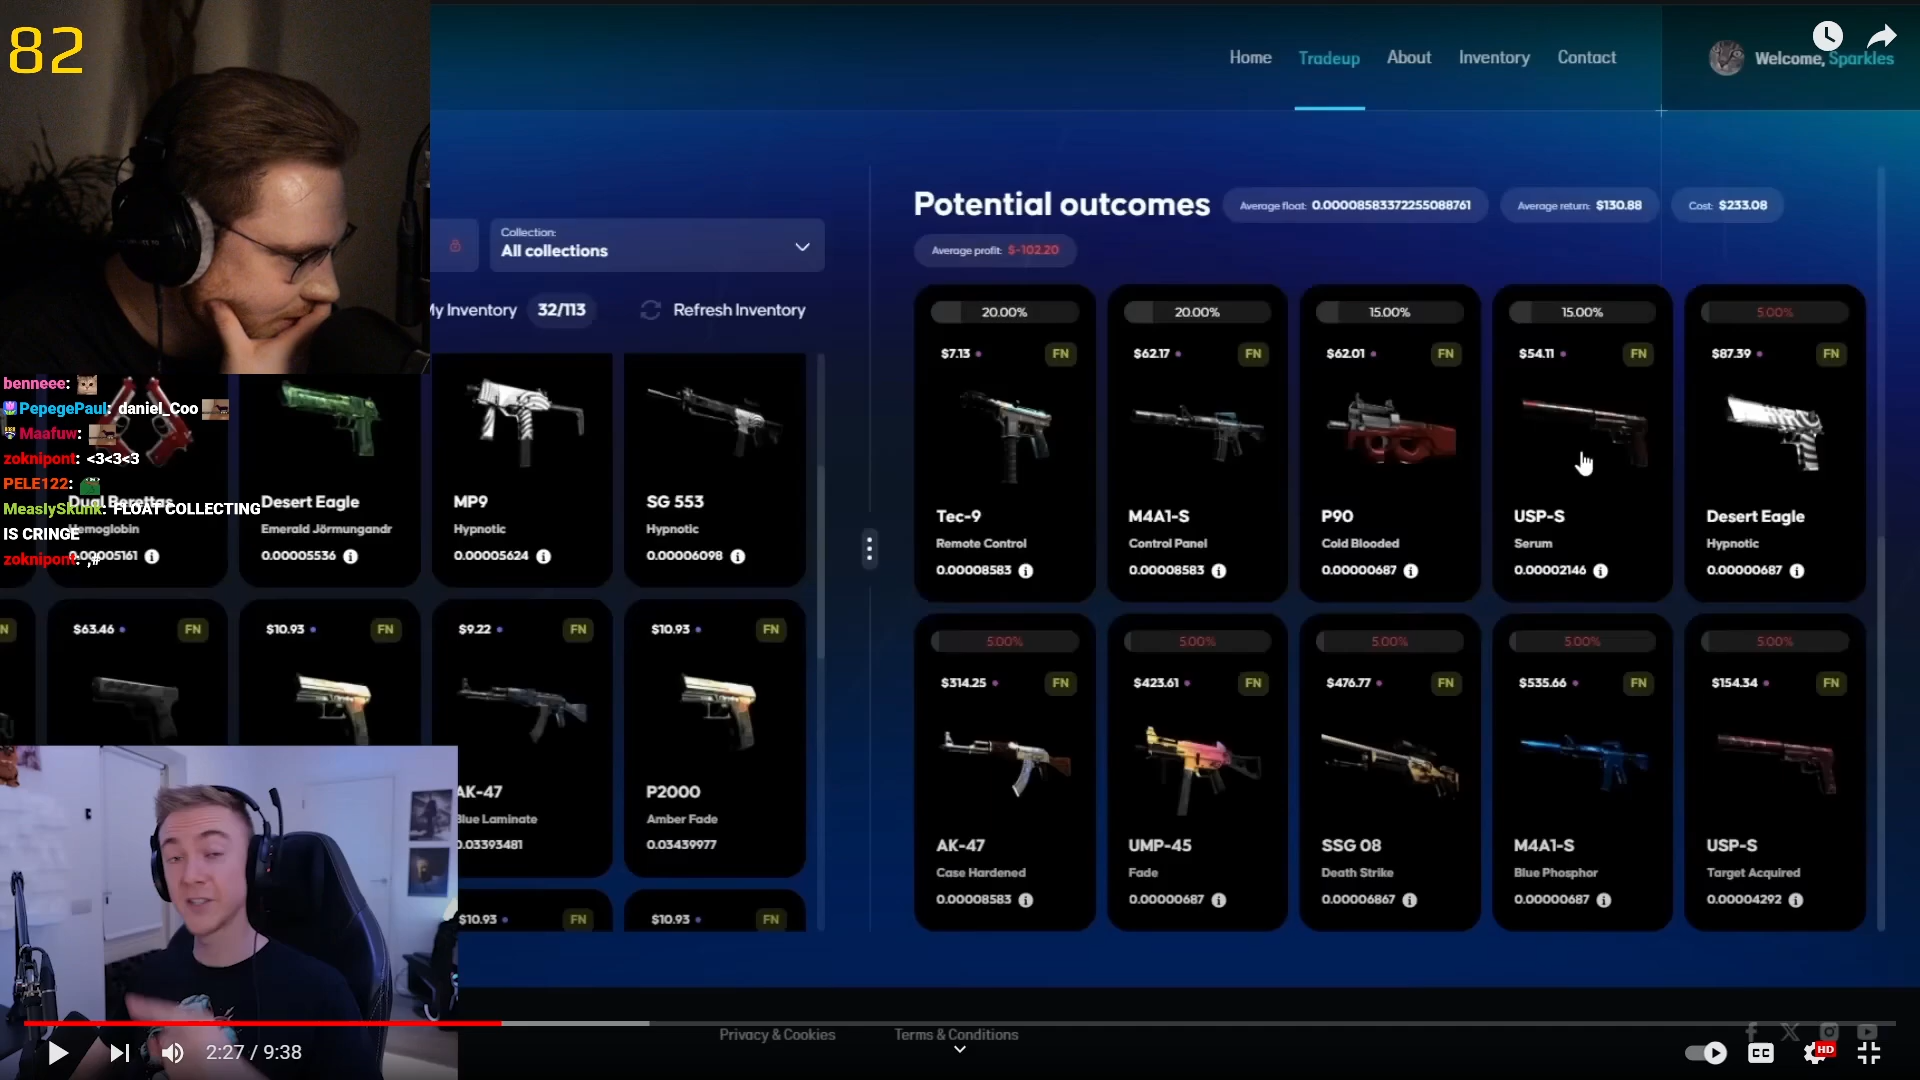 82
Home
Tradeup
About
Inventory
Contact
Welcome, Sparkles
Collection:
All collections
My Inventory 32/113
Refresh Inventory
Potential outcomes
Average float: 0.00008583372255088761
Average return: $130.88
Cost: $233.08
Average profit: $-102.20
benneee:
PepegePaul: daniel_Coo
Maafuw:
zoknipont: <3<3<3
PELE122:
MeaslySkunk: FLOAT COLLECTING
IS CRINGE
zoknipont: ,#
Dual Berettas
Hemoglobin
0.00005161
Desert Eagle
Emerald Jörmungandr
0.00005536
MP9
Hypnotic
0.00005624
SG 553
Hypnotic
0.00006098
N
$63.46
FN
$10.93
FN
$9.22
FN
AK-47
Blue Laminate
0.03393481
$10.93
FN
P2000
Amber Fade
0.03439977
$10.93
FN
$10.93
FN
20.00%
$7.13
FN
Tec-9
Remote Control
0.00008583
20.00%
$62.17
FN
M4A1-S
Control Panel
0.00008583
15.00%
$62.01
FN
P90
Cold Blooded
0.00000687
15.00%
$54.11
FN
USP-S
Serum
0.00002146
5.00%
$87.39
FN
Desert Eagle
Hypnotic
0.00000687
5.00%
$314.25
FN
AK-47
Case Hardened
0.00008583
5.00%
$423.61
FN
UMP-45
Fade
0.00000687
5.00%
$476.77
FN
SSG 08
Death Strike
0.00006867
5.00%
$535.66
FN
M4A1-S
Blue Phosphor
0.00000687
5.00%
$154.34
FN
USP-S
Target Acquired
0.00004292
Privacy & Cookies
Terms & Conditions
2:27 / 9:38
CC
HD